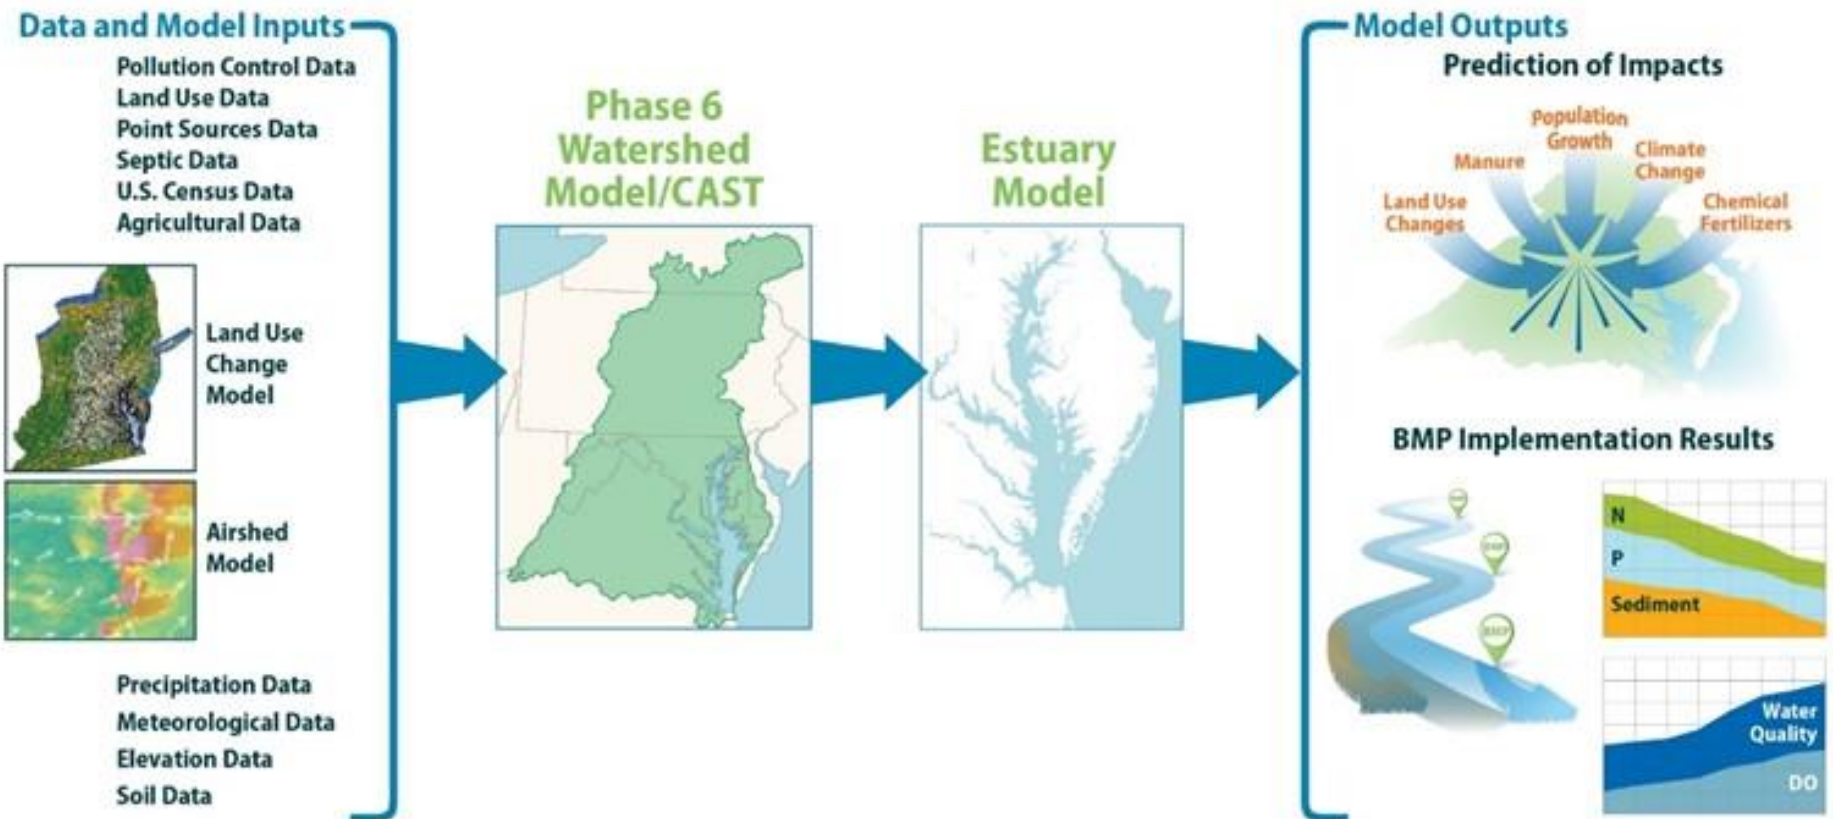 Data and Model Inputs
Pollution Control Data
Land Use Data
Point Sources Data
Septic Data
U.S. Census Data
Agricultural Data
Land Use
Change
Model
Airshed
Model
Precipitation Data
Meteorological Data
Elevation Data
Soil Data
Phase 6
Watershed
Model/CAST
Estuary
Model
Model Outputs
Prediction of Impacts
Population
Growth
Manure
Climate
Change
Land Use
Changes
Chemical
Fertilizers
BMP Implementation Results
BMP
BMP
N
P
Sediment
Water
Quality
DO